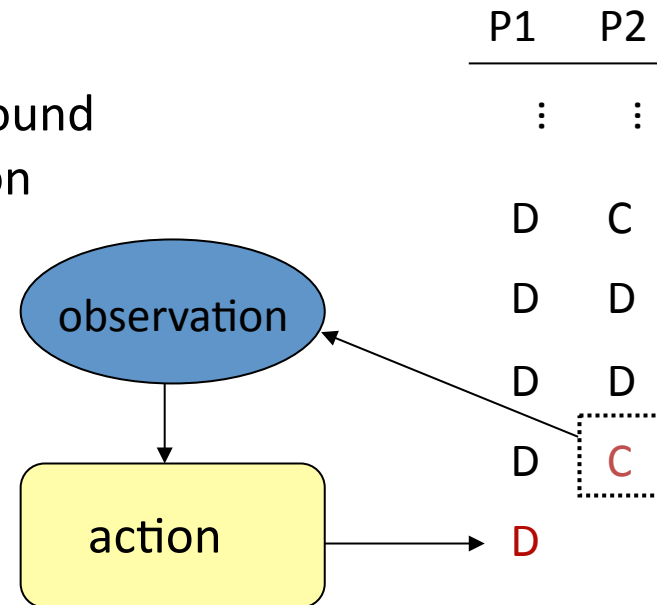 P1 P2
ound
⋮ ⋮
on
D C
observation
D D
D D
D C
action
D